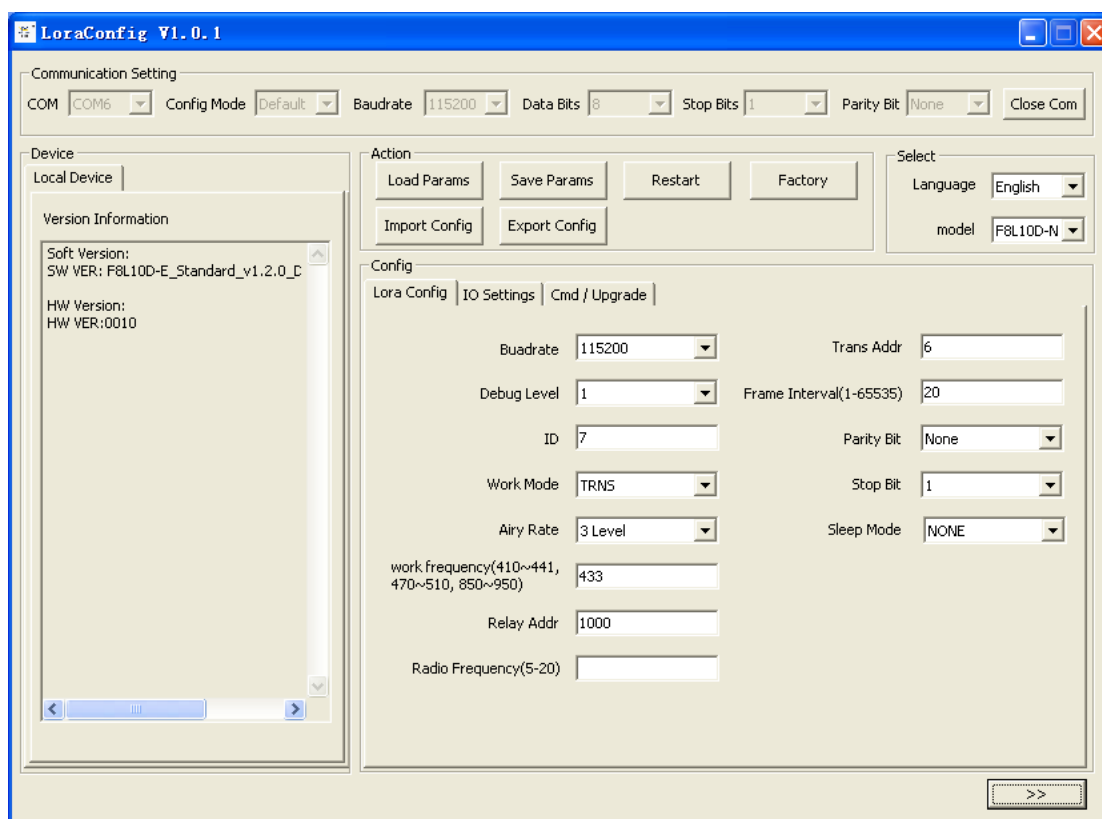 LoraConfig V1.0.1
Communication Setting
COM COM6 Config Mode Default Baudrate 115200 Data Bits 8 Stop Bits 1 Parity Bit None Close Com
Device
Local Device
Version Information
Soft Version:
SW VER: F8L10D-E_Standard_v1.2.0_D
HW Version:
HW VER:0010
Action
Load Params Save Params Restart Factory
Import Config Export Config
Select
Language English
model F8L10D-N
Config
Lora Config IO Settings Cmd / Upgrade
Buadrate 115200 Trans Addr 6
Debug Level 1 Frame Interval(1-65535) 20
ID 7 Parity Bit None
Work Mode TRNS Stop Bit 1
Airy Rate 3 Level Sleep Mode NONE
work frequency(410~441,
470~510, 850~950) 433
Relay Addr 1000
Radio Frequency(5-20)
>>